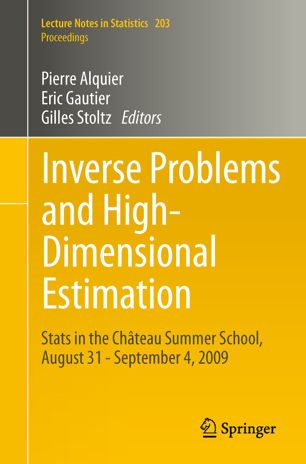 Lecture Notes in Statistics 203
Proceedings
Pierre Alquier
Eric Gautier
Gilles Stoltz Editors
Inverse Problems
and High-
Dimensional
Estimation
Stats in the Château Summer School,
August 31 - September 4, 2009
Springer